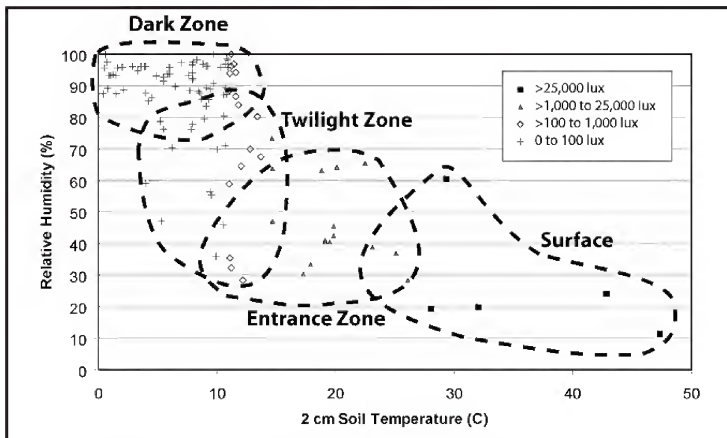 Dark Zone
100
90
80
70
60
50
40
30
20
10
0
Relative Humidity (%)
>25,000 lux
>1,000 to 25,000 lux
>100 to 1,000 lux
0 to 100 lux
Twilight Zone
Surface
Entrance Zone
0
10
20
30
40
50
2 cm Soil Temperature (C)